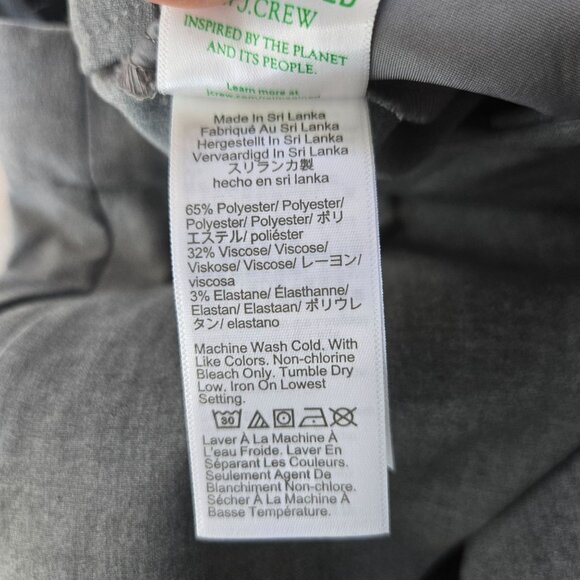 J.CREW
INSPIRED BY THE PLANET
AND ITS PEOPLE.
Learn more at
Made In Sri Lanka
Fabriqué Au Sri Lanka
Hergestellt In Sri Lanka
Vervaardigd In Sri Lanka
スリランカ製
hecho en sri lanka
65% Polyester/ Polyester/
Polyester/ Polyester/ ポリ
エステル/ poliéster
32% Viscose/ Viscose/
Viskose/ Viscose/ レーヨン/
viscosa
3% Elastane/ Élasthanne/
Elastan/ Elastaan/ ポリウレ
タン/ elastano
Machine Wash Cold. With
Like Colors. Non-chlorine
Bleach Only. Tumble Dry
Low. Iron On Lowest
Setting.
30
Laver À La Machine À
L'eau Froide. Laver En
Séparant Les Couleurs.
Seulement Agent De
Blanchiment Non-chlore.
Sécher À La Machine À
Basse Température.